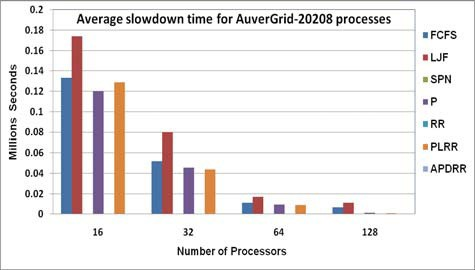 Average slowdown time for AuverGrid-20208 processes
Millions Seconds
0.2
0.18
0.16
0.14
0.12
0.1
0.08
0.06
0.04
0.02
0
16 32 64 128
Number of Processors
FCFS
LJF
SPN
P
RR
PLRR
APDRR